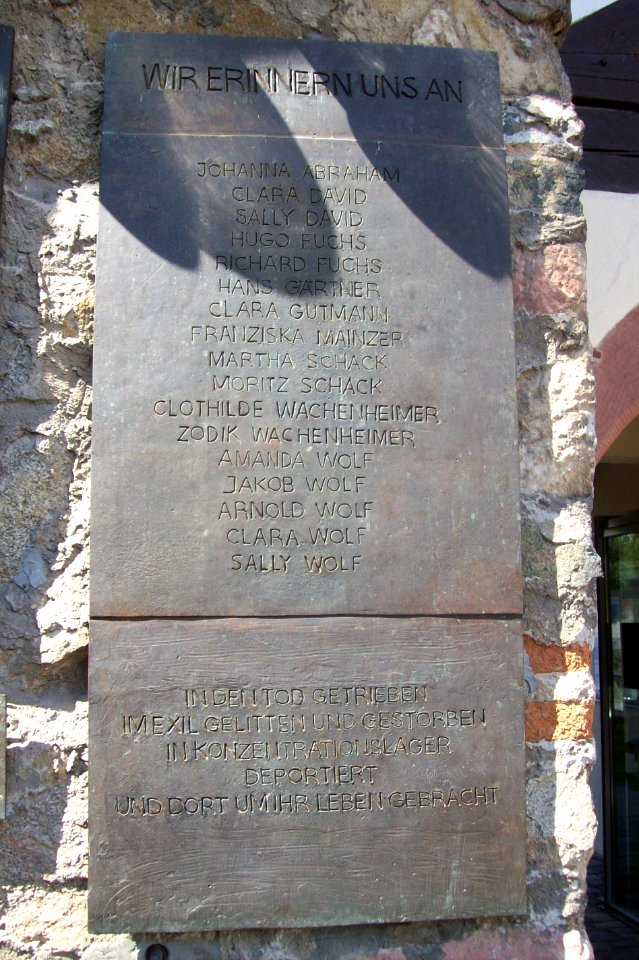 WIR ERINNERN UNS AN
JOHANNA ABRAHAM
CLARA DAVID
SALLY DAVID
HUGO FUCHS
RICHARD FUCHS
HANS GÄRTNER
CLARA GUTMANN
FRANZISKA MAINZER
MARTHA SCHACK
MORITZ SCHACK
CLOTHILDE WACHENHEIMER
ZODIK WACHENHEIMER
AMANDA WOLF
JAKOB WOLF
ARNOLD WOLF
CLARA WOLF
SALLY WOLF
IN DEN TOD GETRIEBEN
IM EXIL GELITTEN UND GESTORBEN
IN KONZENTRATIONSLAGER
DEPORTIERT
UND DORT UM IHR LEBEN GEBRACHT